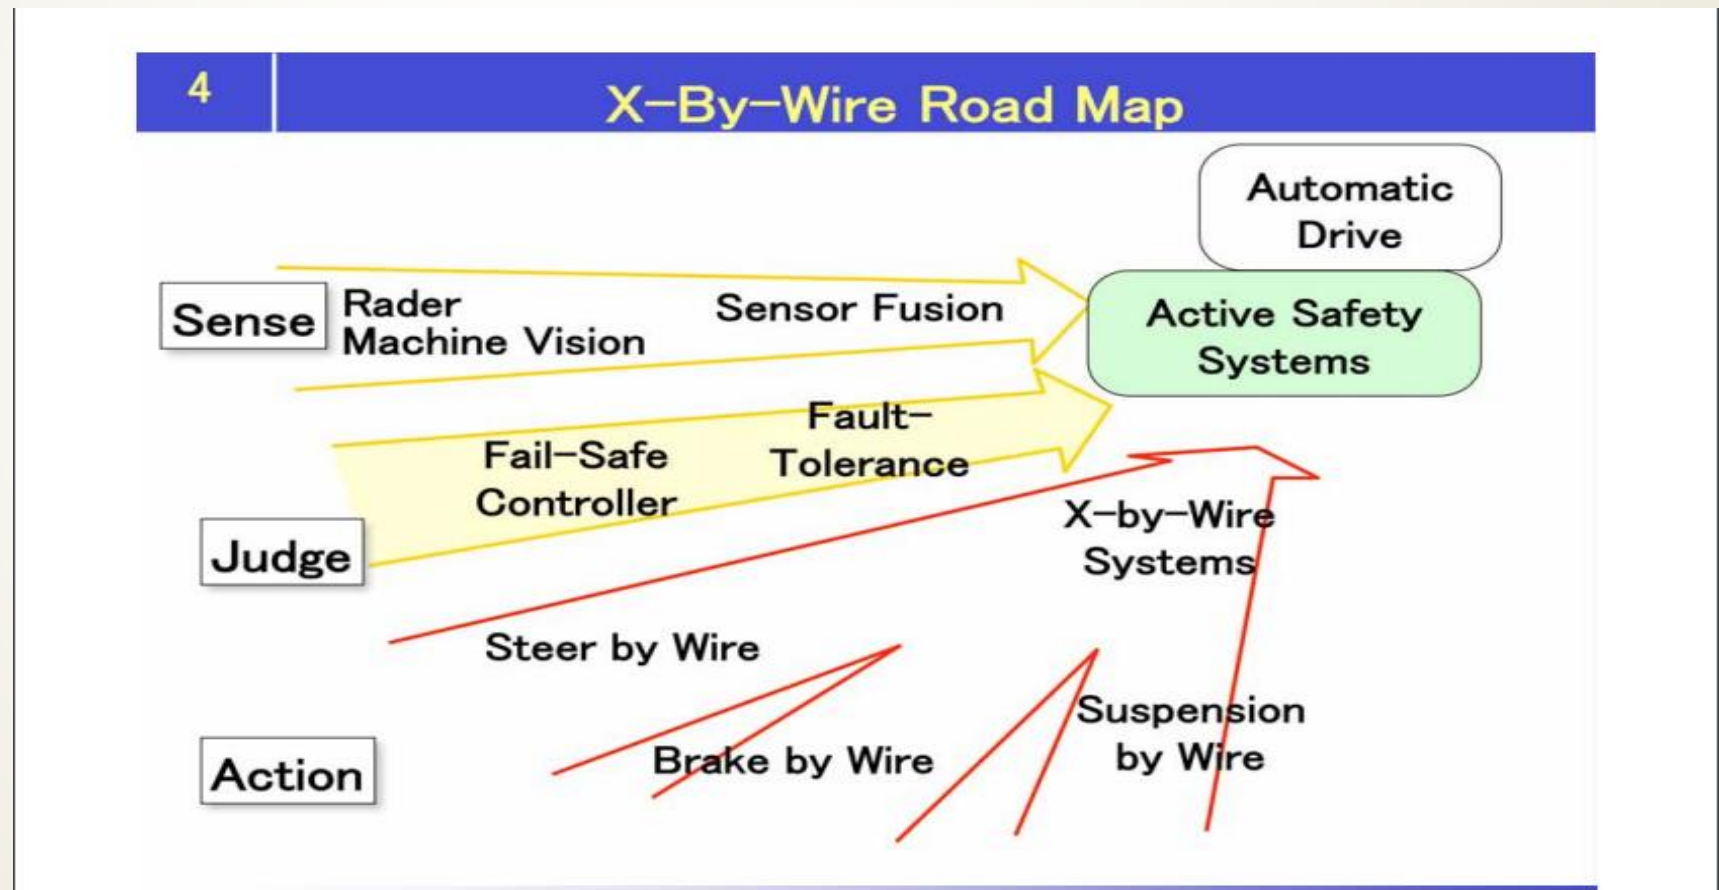 4
X-By-Wire Road Map
Automatic
Drive
Sense
Rader
Machine Vision
Sensor Fusion
Active Safety
Systems
Fail-Safe
Controller
Fault-
Tolerance
Judge
X-by-Wire
Systems
Steer by Wire
Action
Brake by Wire
Suspension
by Wire